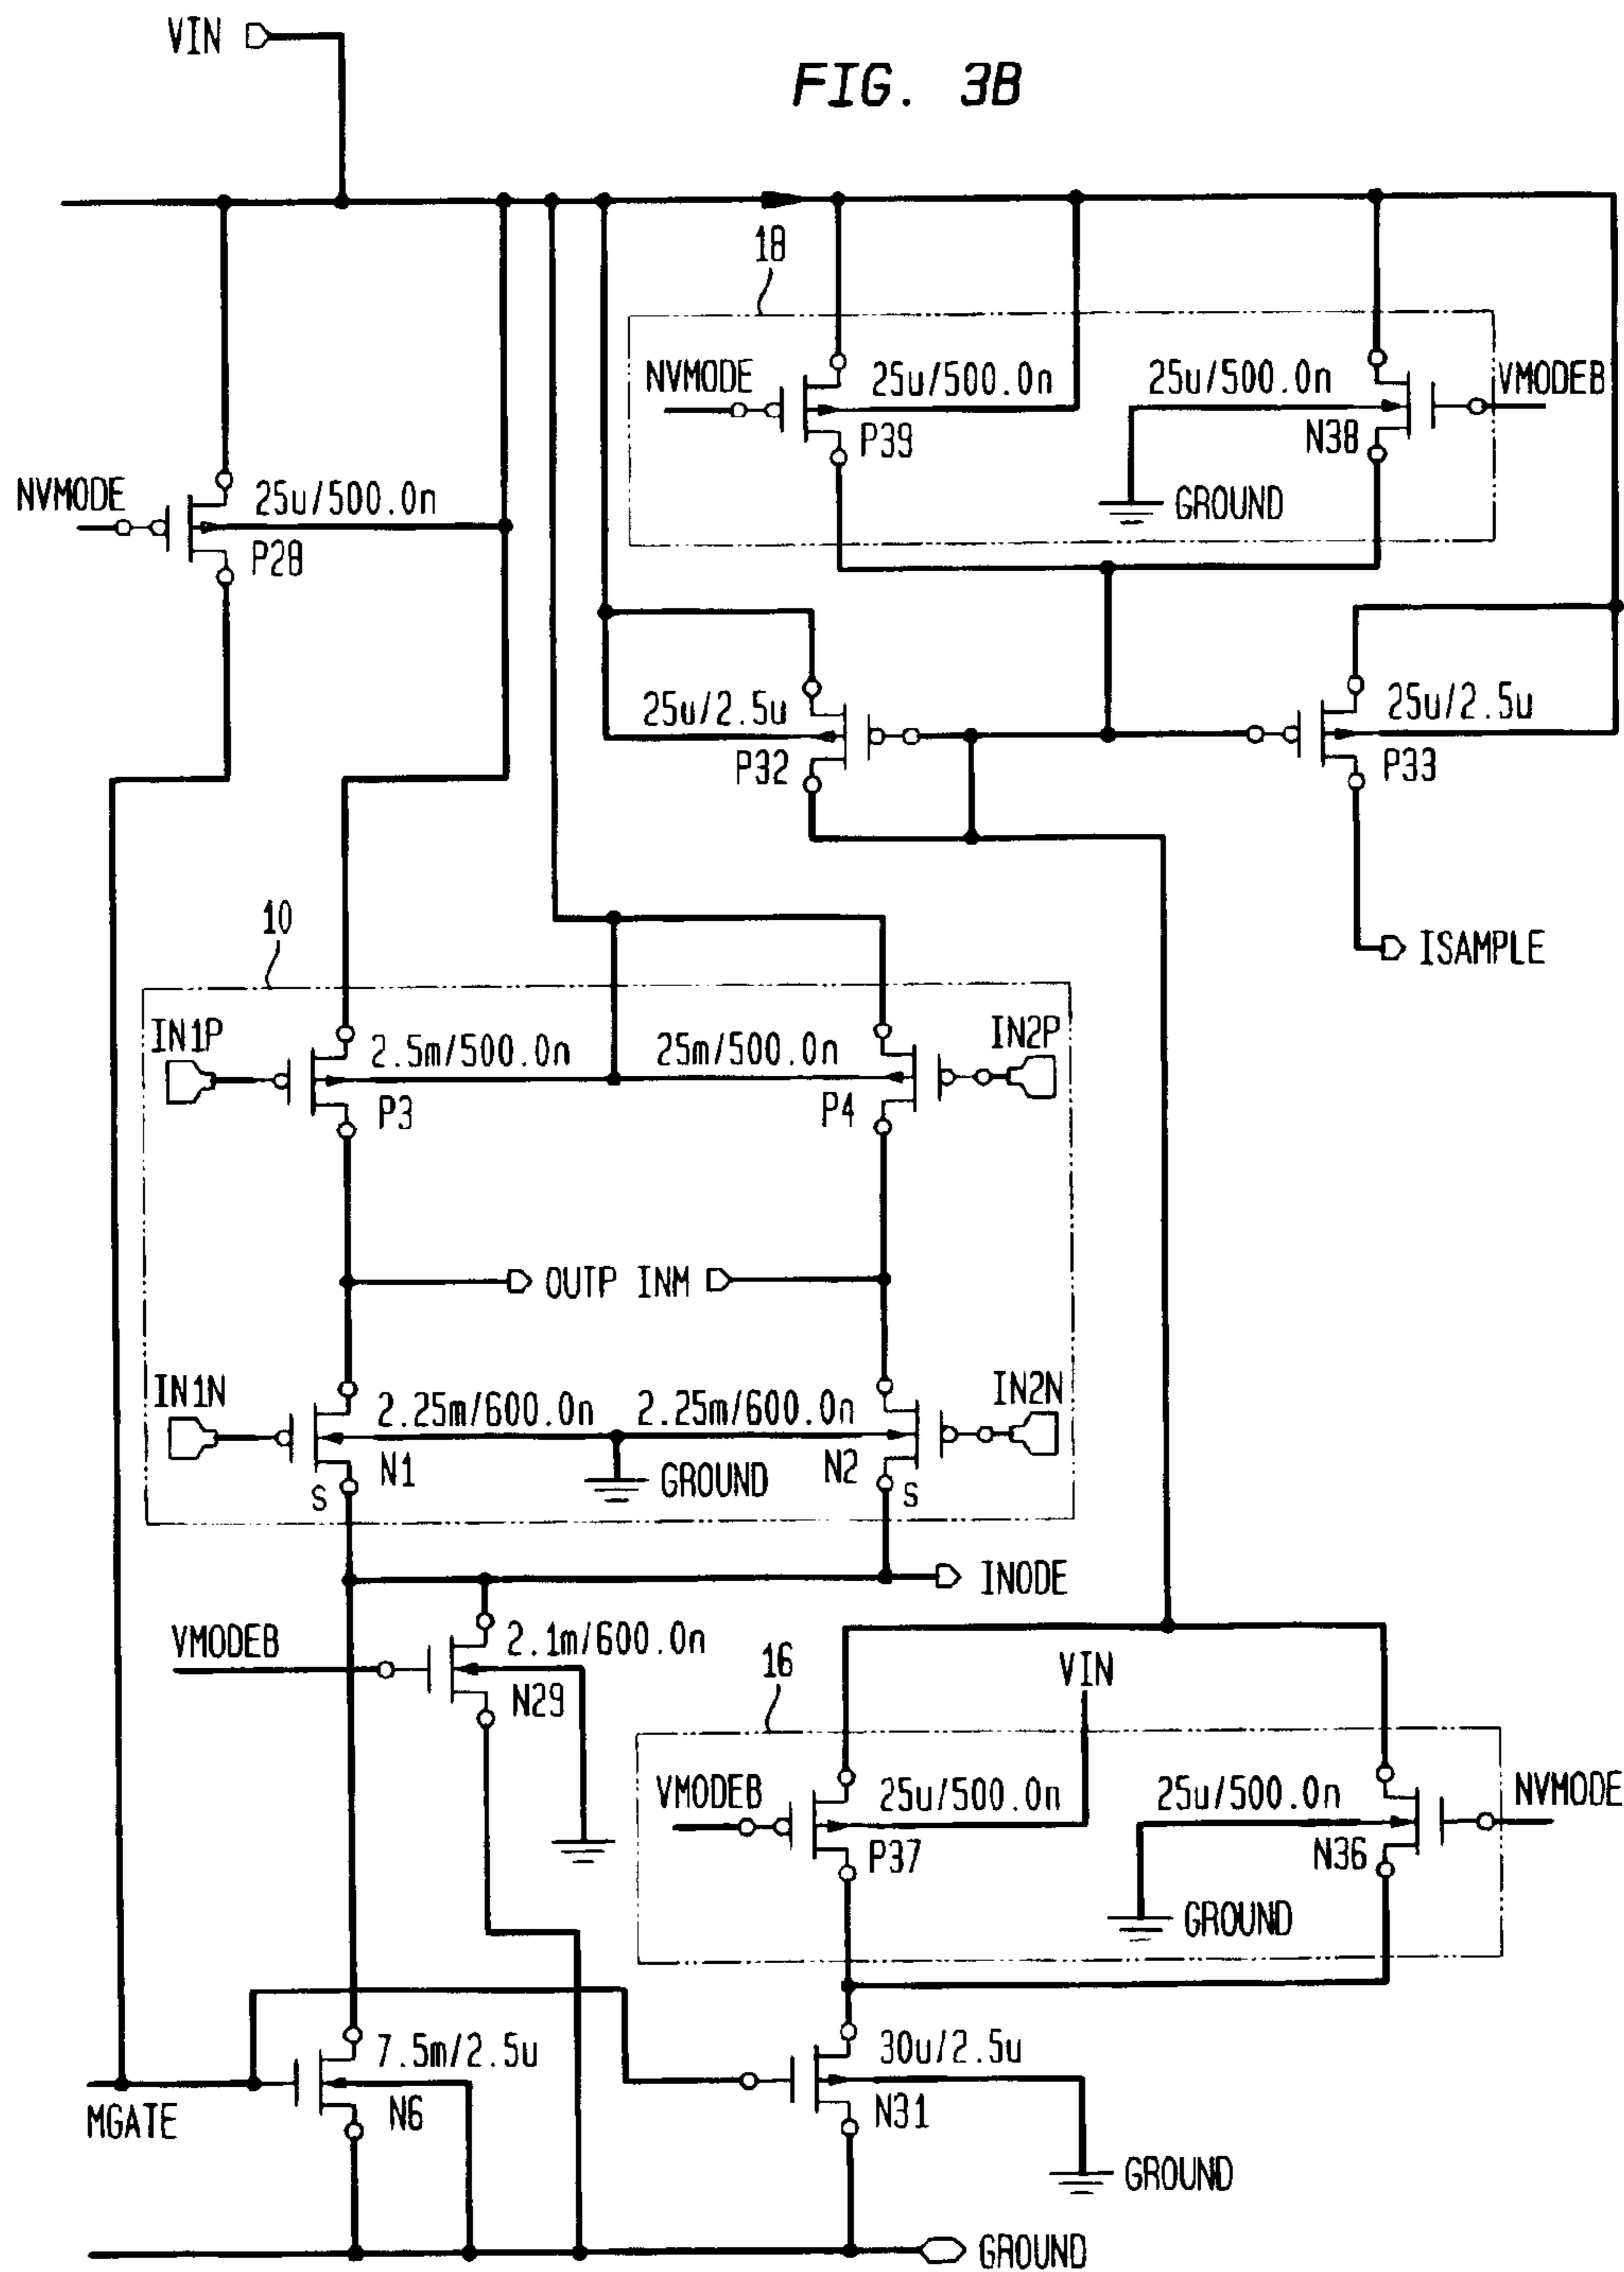 VIN
FIG. 3B
18
NVMODE
25u/500.0n
P39
25u/500.0n
N38
VMODEB
GROUND
NVMODE
25u/500.0n
P28
25u/2.5u
P32
25u/2.5u
P33
ISAMPLE
10
IN1P
2.5m/500.0n
P3
25m/500.0n
P4
IN2P
OUTP INM
IN1N
2.25m/600.0n
N1
S
2.25m/600.0n
N2
S
IN2N
GROUND
INODE
VMODEB
2.1m/600.0n
N29
16
VIN
VMODEB
25u/500.0n
P37
25u/500.0n
N36
NVMODE
GROUND
7.5m/2.5u
N6
MGATE
30u/2.5u
N31
GROUND
GROUND